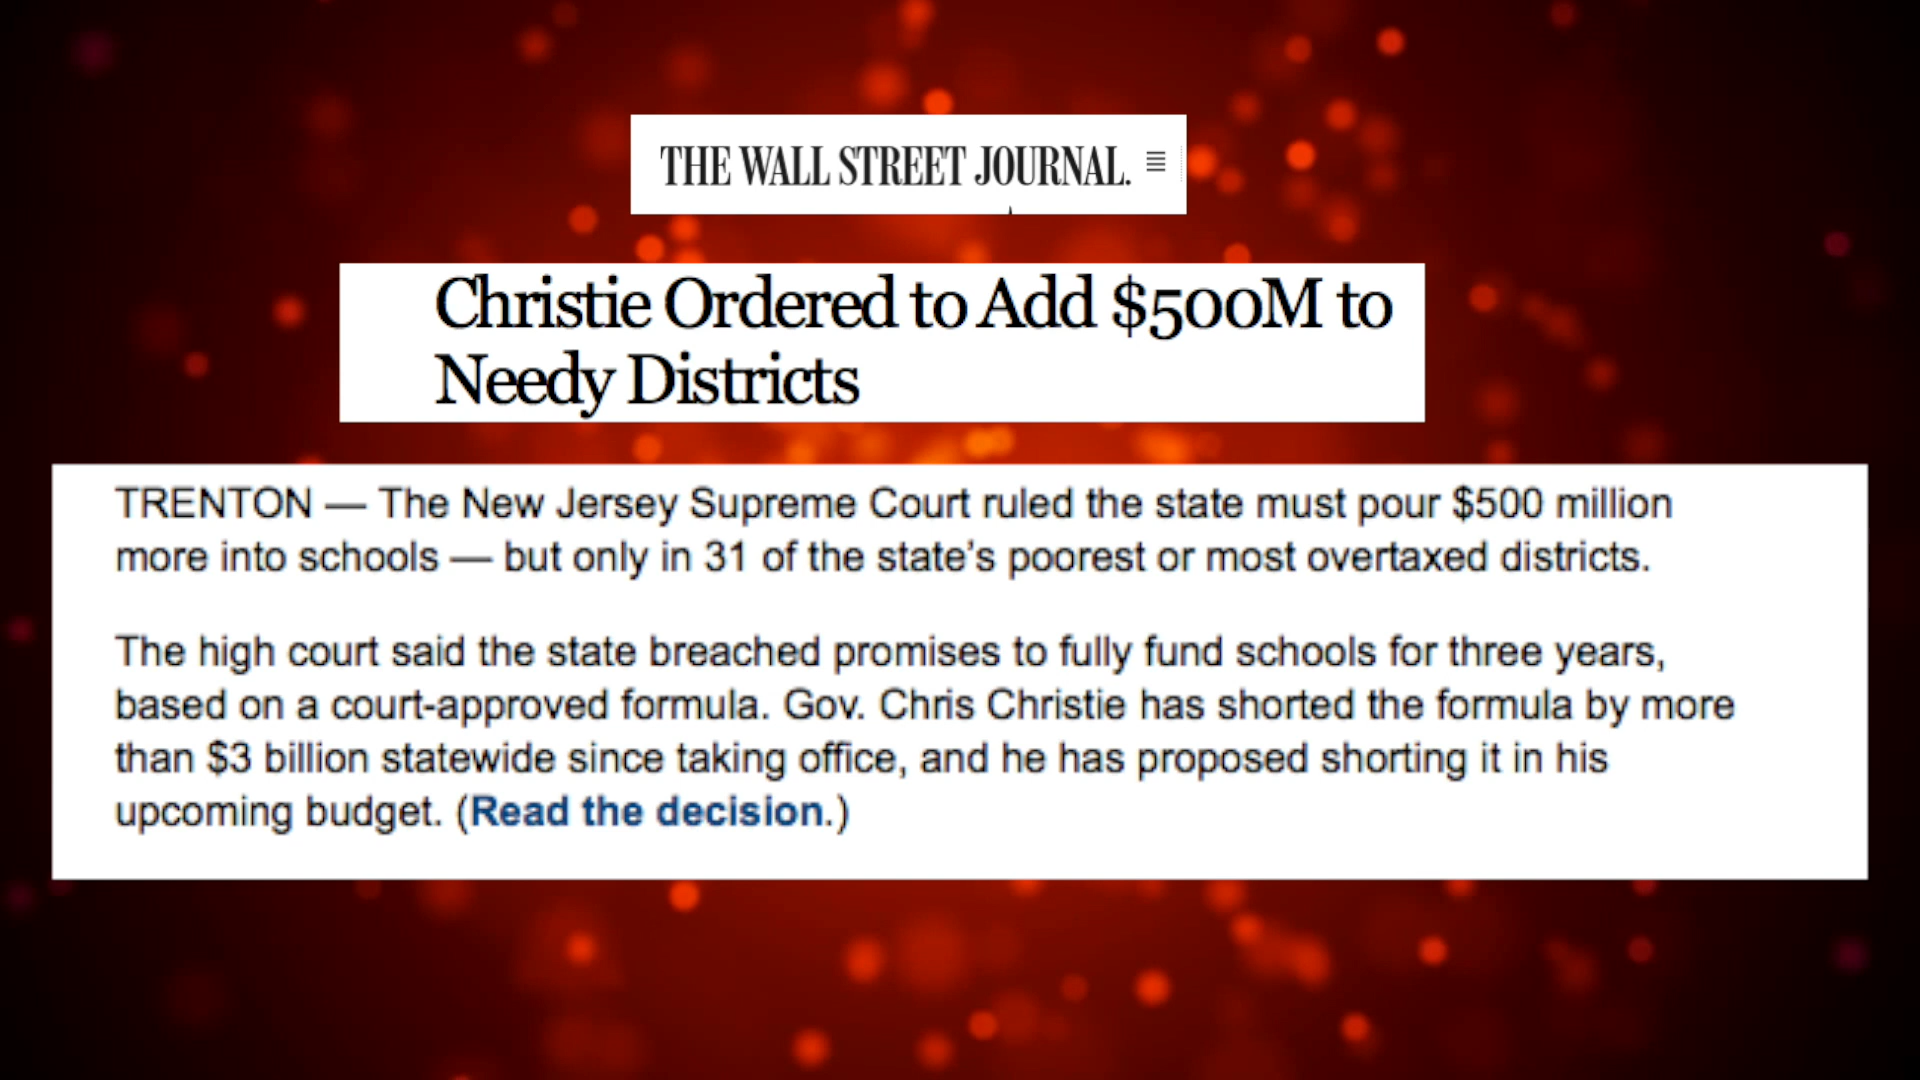 THE WALL STREET JOURNAL.
Christie Ordered to Add $500M to
Needy Districts
TRENTON — The New Jersey Supreme Court ruled the state must pour $500 million
more into schools — but only in 31 of the state’s poorest or most overtaxed districts.
The high court said the state breached promises to fully fund schools for three years,
based on a court-approved formula. Gov. Chris Christie has shorted the formula by more
than $3 billion statewide since taking office, and he has proposed shorting it in his
upcoming budget. (Read the decision.)